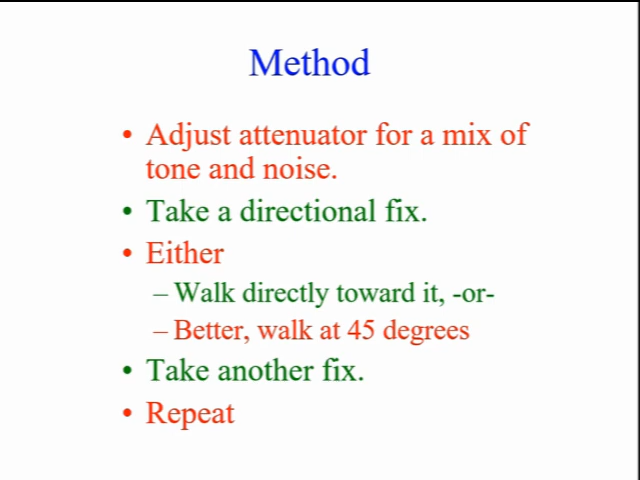 Method
• Adjust attenuator for a mix of
tone and noise.
• Take a directional fix.
• Either
– Walk directly toward it, -or-
– Better, walk at 45 degrees
• Take another fix.
• Repeat